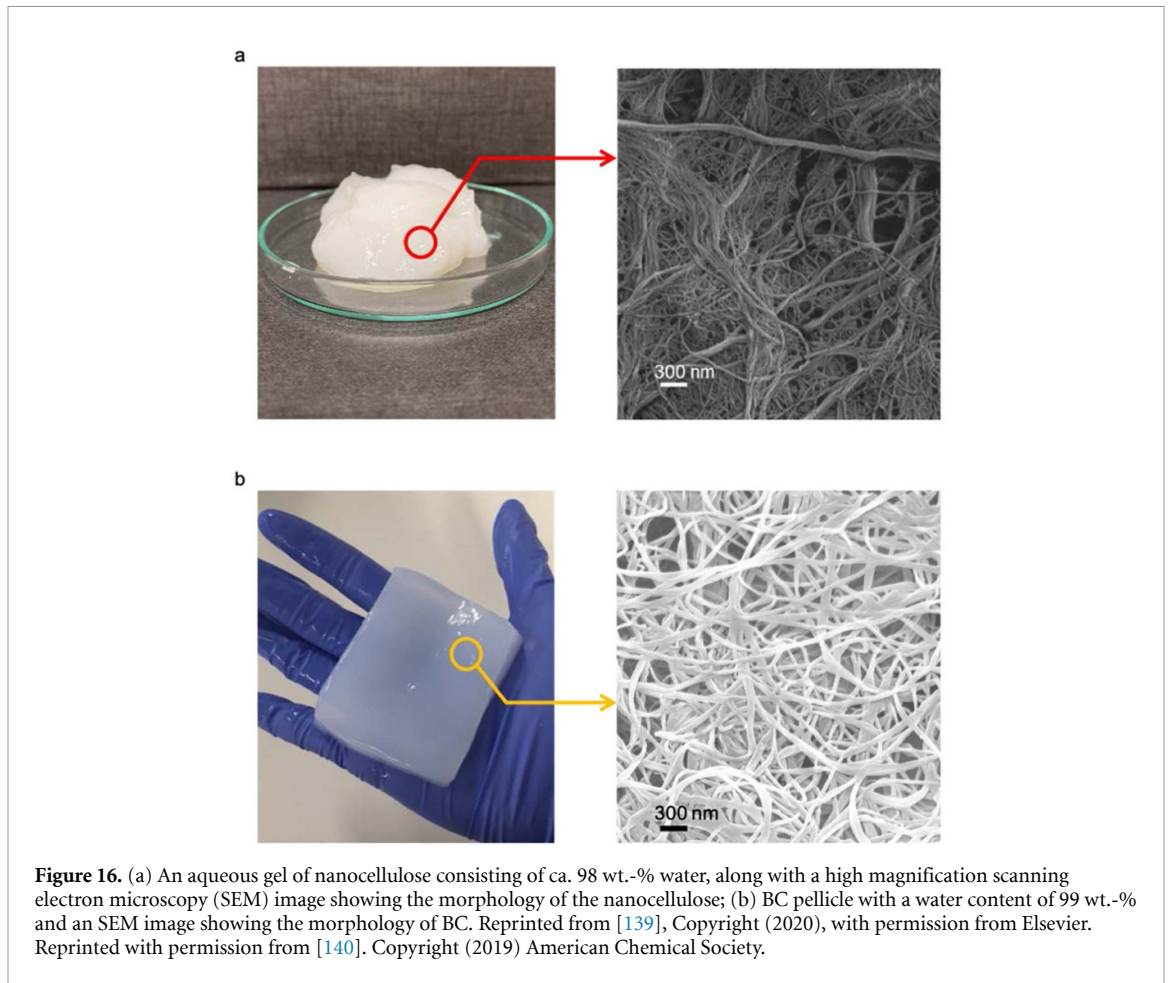 a
300 nm
b
300 nm
Figure 16. (a) An aqueous gel of nanocellulose consisting of ca. 98 wt.-% water, along with a high magnification scanning
electron microscopy (SEM) image showing the morphology of the nanocellulose; (b) BC pellicle with a water content of 99 wt.-%
and an SEM image showing the morphology of BC. Reprinted from [139], Copyright (2020), with permission from Elsevier.
Reprinted with permission from [140]. Copyright (2019) American Chemical Society.